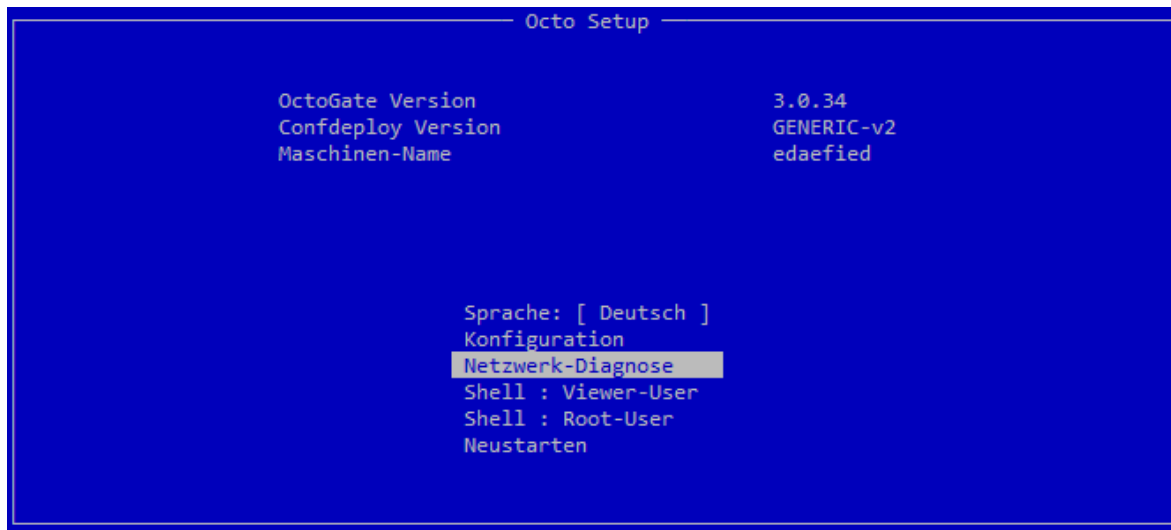 Octo Setup
OctoGate Version 3.0.34
Confdeploy Version GENERIC-v2
Maschinen-Name edaefied
Sprache: [ Deutsch ]
Konfiguration
Netzwerk-Diagnose
Shell : Viewer-User
Shell : Root-User
Neustarten